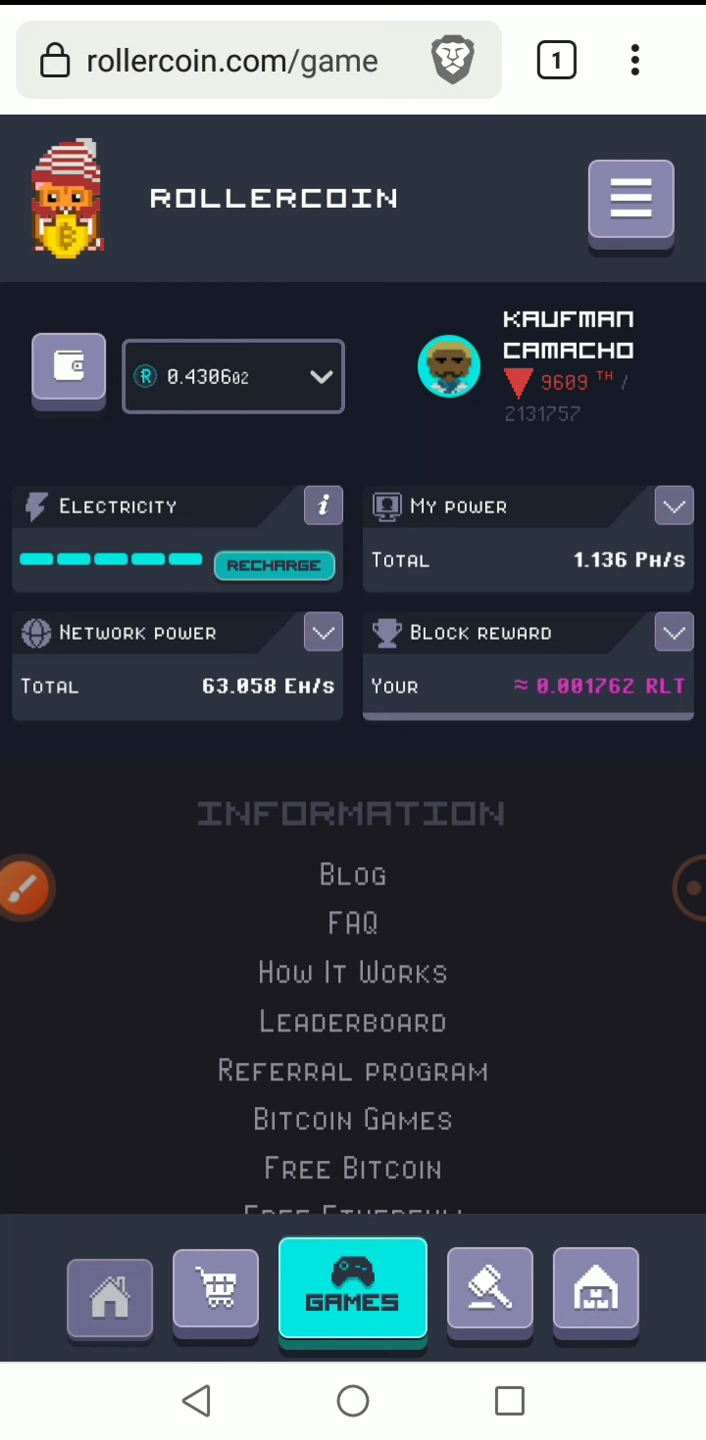 rollercoin.com/game
1
ROLLERCOIN
0.430602
KAUFMAN
CAMACHO
9609 TH /
2131757
ELECTRICITY
i
MY POWER
RECHARGE
TOTAL
1.136 PH/S
NETWORK POWER
BLOCK REWARD
TOTAL
63.058 EH/S
YOUR
≈ 0.001762 RLT
INFORMATION
BLOG
FAQ
HOW IT WORKS
LEADERBOARD
REFERRAL PROGRAM
BITCOIN GAMES
FREE BITCOIN
FREE ETHEREUM
GAMES